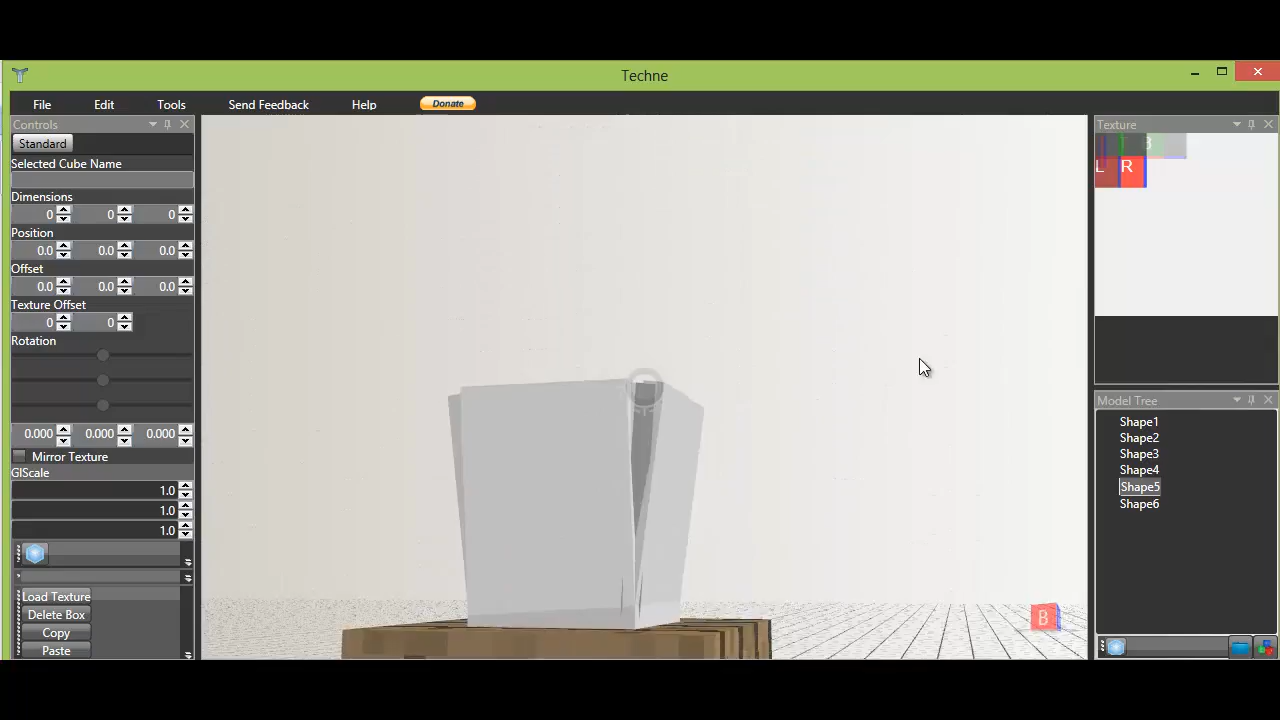 Techne
File Edit Tools Send Feedback Help Donate
Controls
Standard
Selected Cube Name
Dimensions
0 0 0
Position
0.0 0.0 0.0
Offset
0.0 0.0 0.0
Texture Offset
0 0
Rotation
0.000 0.000 0.000
Mirror Texture
GlScale
1.0
1.0
1.0
Load Texture
Delete Box
Copy
Paste
B
Texture
T B
L R
Model Tree
Shape1
Shape2
Shape3
Shape4
Shape5
Shape6